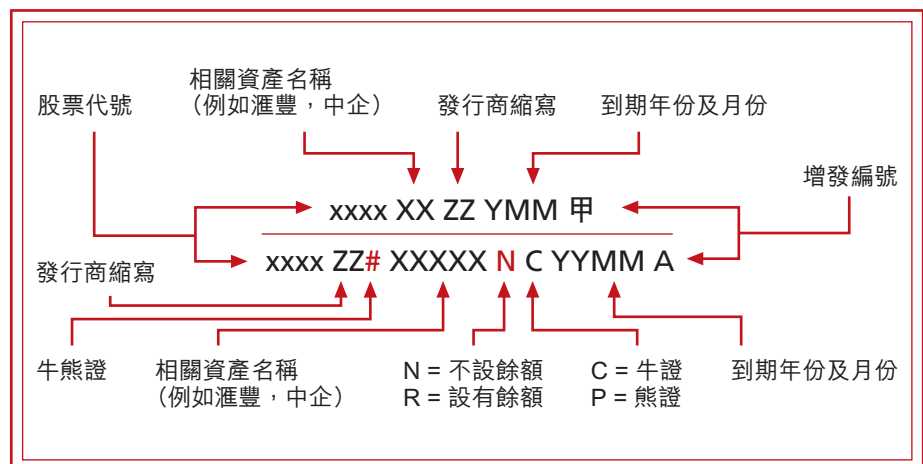 相關資產名稱
（例如滙豐，中企）
股票代號
發行商縮寫
到期年份及月份
增發編號
xxxx XX ZZ YMM 甲
xxxx ZZ# XXXXX N C YYMM A
發行商縮寫
牛熊證
相關資產名稱
（例如滙豐，中企）
N = 不設餘額
R = 設有餘額
C = 牛證
P = 熊證
到期年份及月份